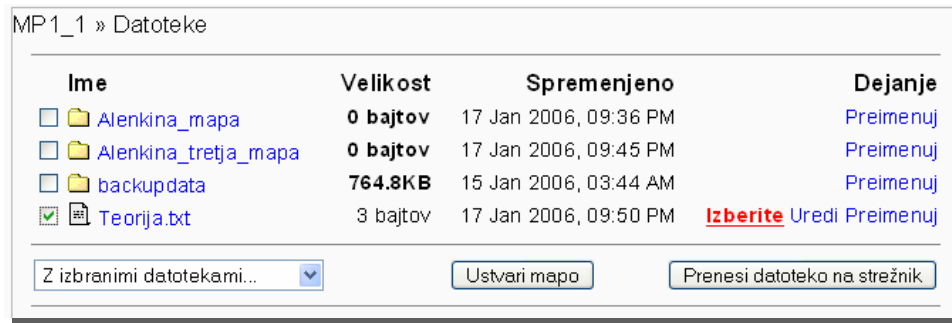 MP1_1 » Datoteke
Ime Velikost Spremenjeno Dejanje
Alenkina_mapa 0 bajtov 17 Jan 2006, 09:36 PM Preimenuj
Alenkina_tretja_mapa 0 bajtov 17 Jan 2006, 09:45 PM Preimenuj
backupdata 764.8KB 15 Jan 2006, 03:44 AM Preimenuj
Teorija.txt 3 bajtov 17 Jan 2006, 09:50 PM Izberite Uredi Preimenuj
Z izbranimi datotekami... Ustvari mapo Prenesi datoteko na strežnik